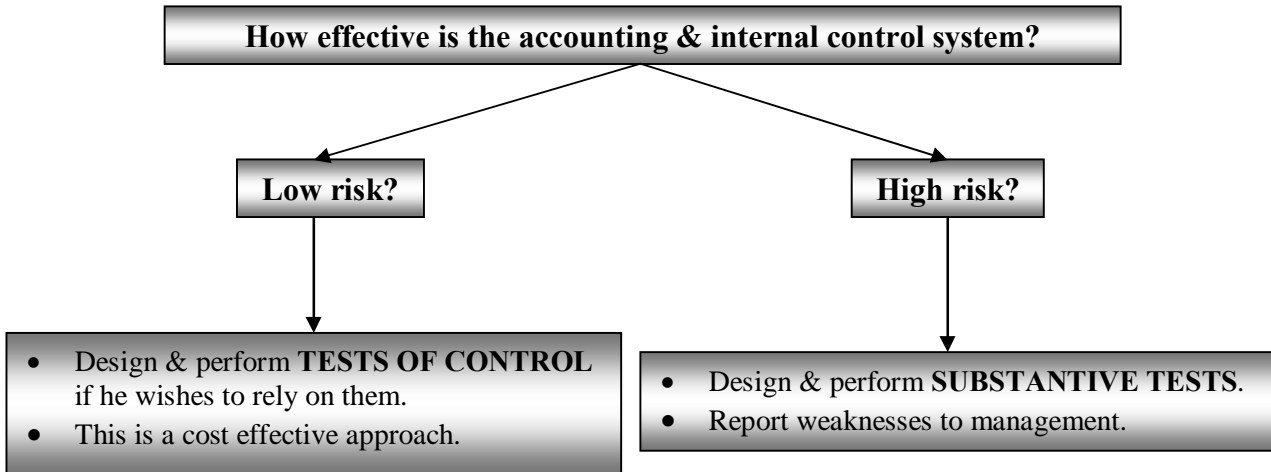 How effective is the accounting & internal control system?
Low risk?
High risk?
• Design & perform TESTS OF CONTROL
if he wishes to rely on them.
• This is a cost effective approach.
• Design & perform SUBSTANTIVE TESTS.
• Report weaknesses to management.